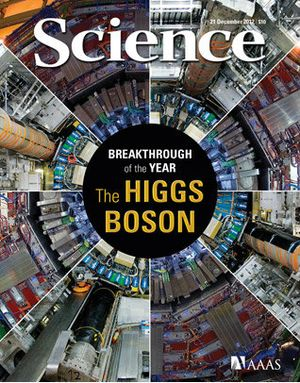 21 December 2012 | $10
Science
BREAKTHROUGH
of the YEAR
The HIGGS
BOSON
AAAS